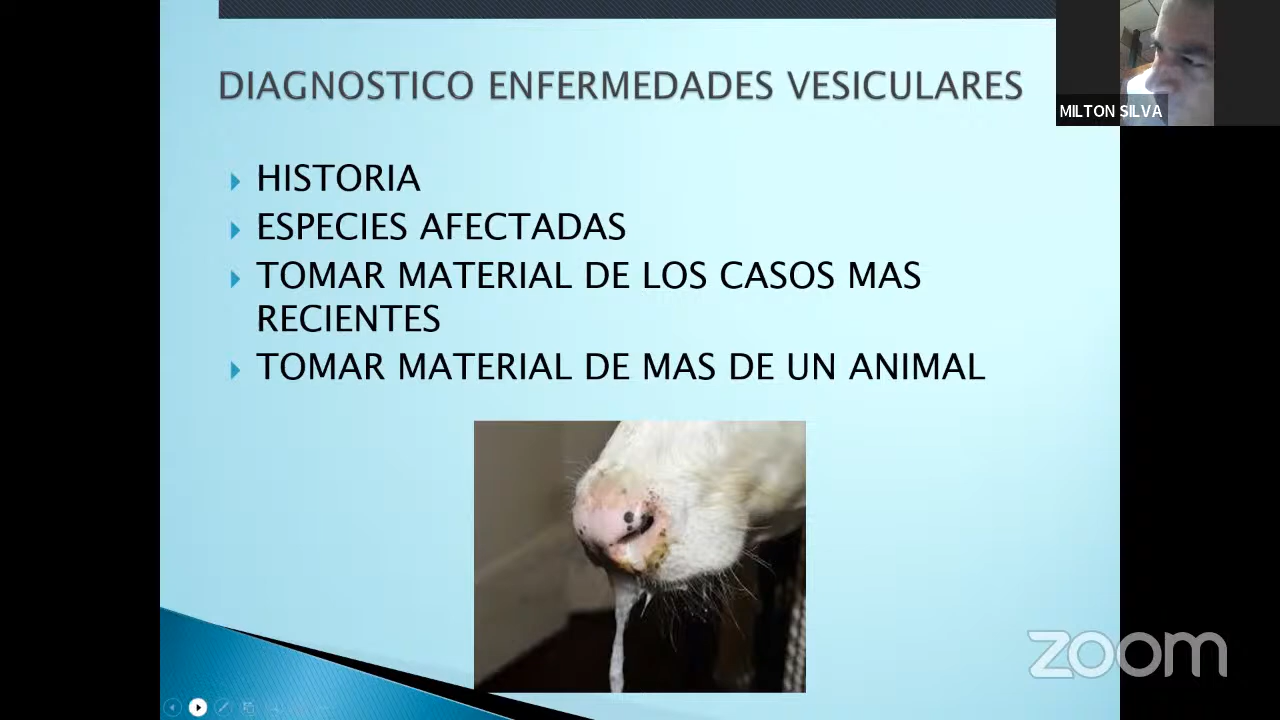 DIAGNOSTICO ENFERMEDADES VESICULARES
MILTON SILVA
HISTORIA
ESPECIES AFECTADAS
TOMAR MATERIAL DE LOS CASOS MAS
RECIENTES
TOMAR MATERIAL DE MAS DE UN ANIMAL
zoom